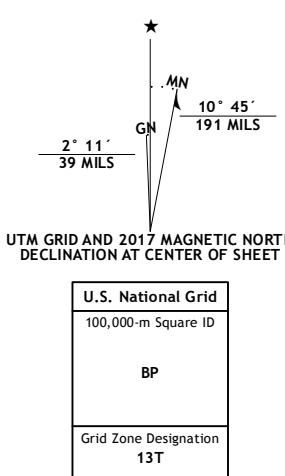 MN
10° 45´
191 MILS
GN
2° 11´
39 MILS
UTM GRID AND 2017 MAGNETIC NORT
DECLINATION AT CENTER OF SHEET
U.S. National Grid
100,000-m Square ID
BP
Grid Zone Designation
13T